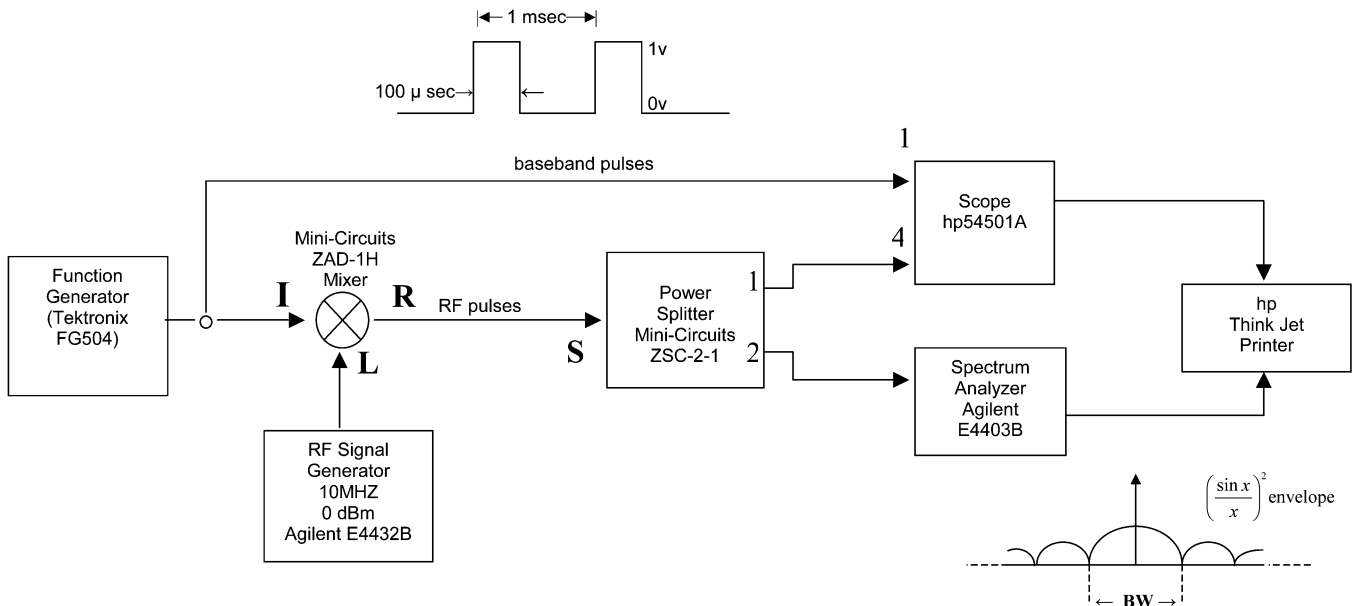 ← 1 msec →
1v
100 µ sec→ ←
0v
baseband pulses
1
Scope
hp54501A
4
Mini-Circuits
ZAD-1H
Mixer
Function
Generator
(Tektronix
FG504)
I
R
RF pulses
L
S
Power
Splitter
Mini-Circuits
ZSC-2-1
1
2
hp
Think Jet
Printer
Spectrum
Analyzer
Agilent
E4403B
RF Signal
Generator
10MHZ
0 dBm
Agilent E4432B
(sin x / x)² envelope
← BW →